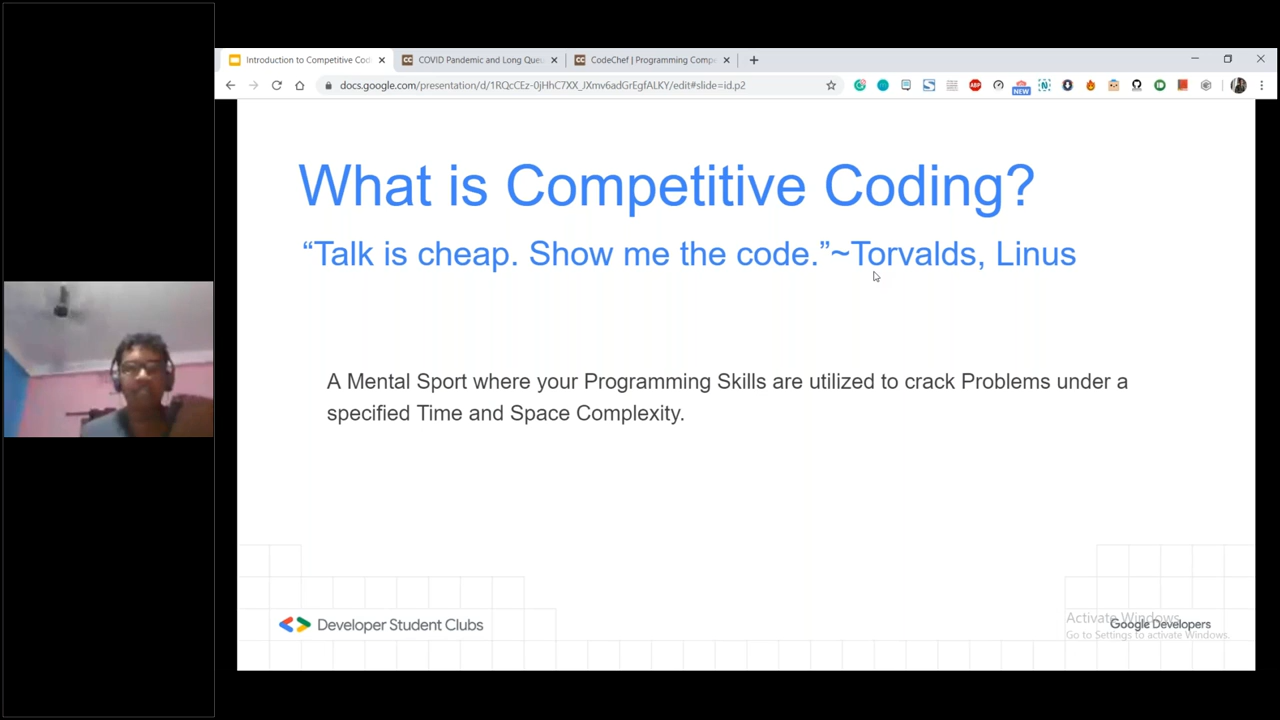 Introduction to Competitive Cod
COVID Pandemic and Long Queu
CodeChef | Programming Compe
docs.google.com/presentation/d/1RQcCEz-0jHhC7XX_JXmv6adGrEgfALKY/edit#slide=id.p2
NEW
What is Competitive Coding?
“Talk is cheap. Show me the code.”~Torvalds, Linus
A Mental Sport where your Programming Skills are utilized to crack Problems under a
specified Time and Space Complexity.
Developer Student Clubs
Activate Windows
Google Developers
Go to Settings to activate Windows.